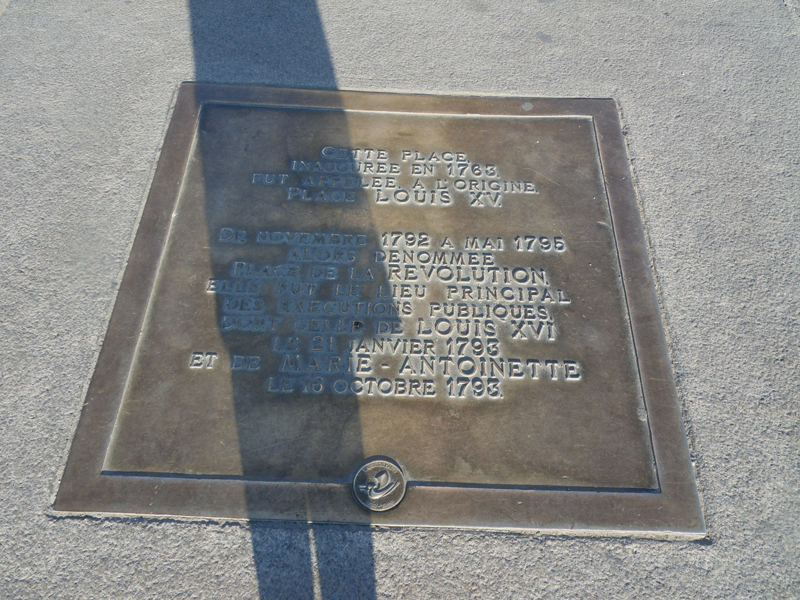 CETTE PLACE,
INAUGUREE EN 1763,
FUT APPELEE, A L'ORIGINE,
PLACE LOUIS XV.
DE NOVEMBRE 1792 A MAI 1795
ALORS DENOMMEE
PLACE DE LA REVOLUTION,
ELLE FUT LE LIEU PRINCIPAL
DES EXECUTIONS PUBLIQUES,
DONT CELLE DE LOUIS XVI
LE 21 JANVIER 1793
ET DE MARIE-ANTOINETTE
LE 16 OCTOBRE 1793.